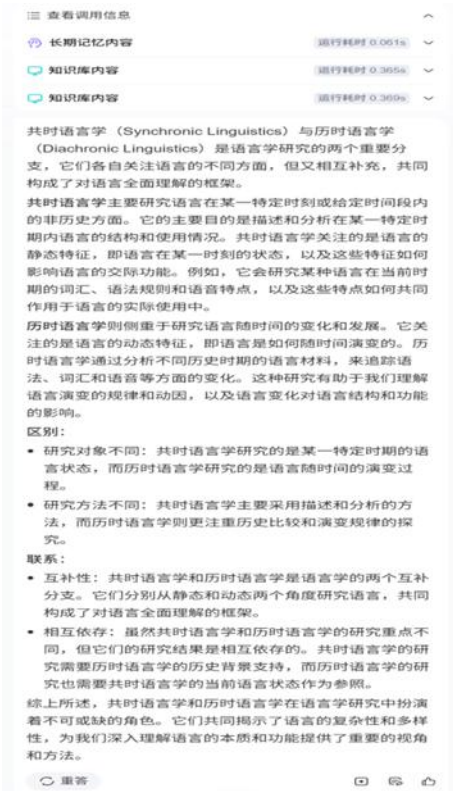 查看调用信息
长期记忆内容 运行耗时 0.061s
知识库内容 运行耗时 0.365s
知识库内容 运行耗时 0.369s
共时语言学（Synchronic Linguistics）与历时语言学
（Diachronic Linguistics）是语言学研究的两个重要分
支，它们各自关注语言的不同方面，但又相互补充，共同
构成了对语言全面理解的框架。
共时语言学主要研究语言在某一特定时刻或给定时间段内
的非历史方面。它的主要目的是描述和分析在某一特定时
期内语言的结构和使用情况。共时语言学关注的是语言的
静态特征，即语言在某一时刻的状态，以及这些特征如何
影响语言的交际功能。例如，它会研究某种语言在当前时
期的词汇、语法规则和语音特点，以及这些特点如何共同
作用于语言的实际使用中。
历时语言学则侧重于研究语言随时间的变化和发展。它关
注的是语言的动态特征，即语言是如何随时间演变的。历
时语言学通过分析不同历史时期的语言材料，来追踪语
法、词汇和语音等方面的变化。这种研究有助于我们理解
语言演变的规律和动因，以及语言变化对语言结构和功能
的影响。
区别：
• 研究对象不同：共时语言学研究的是某一特定时期的语
言状态，而历时语言学研究的是语言随时间的演变过
程。
• 研究方法不同：共时语言学主要采用描述和分析的方
法，而历时语言学则更注重历史比较和演变规律的探
究。
联系：
• 互补性：共时语言学和历时语言学是语言学的两个互补
分支。它们分别从静态和动态两个角度研究语言，共同
构成了对语言全面理解的框架。
• 相互依存：虽然共时语言学和历时语言学的研究重点不
同，但它们的研究结果是相互依存的。共时语言学的研
究需要历时语言学的历史背景支持，而历时语言学的研
究也需要共时语言学的当前语言状态作为参照。
综上所述，共时语言学和历时语言学在语言学研究中扮演
着不可或缺的角色。它们共同揭示了语言的复杂性和多样
性，为我们深入理解语言的本质和功能提供了重要的视角
和方法。
重答